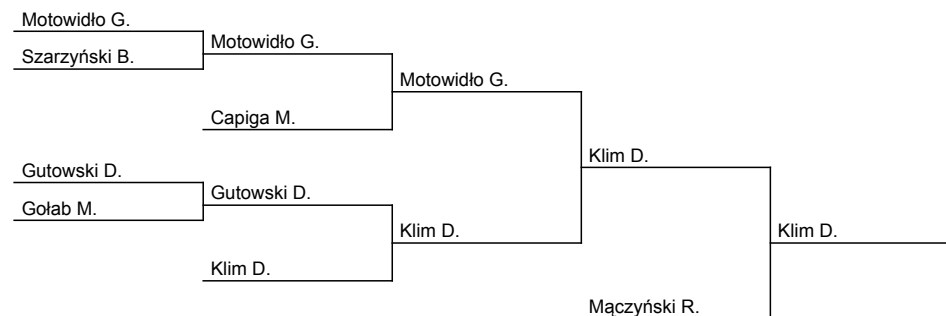 Motowidło G.
Szarzyński B.
Motowidło G.
Capiga M.
Motowidło G.
Gutowski D.
Gołab M.
Gutowski D.
Klim D.
Klim D.
Klim D.
Mączyński R.
Klim D.